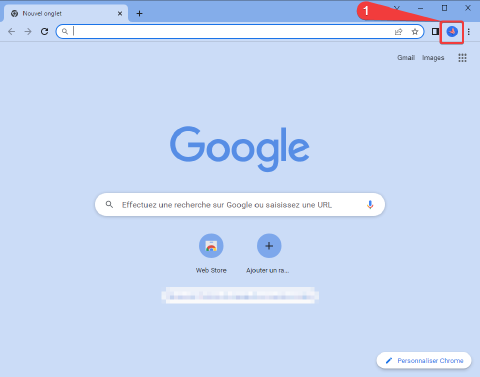 Nouvel onglet
1
Gmail Images
Google
Effectuez une recherche sur Google ou saisissez une URL
Web Store
Ajouter un ra...
Personnaliser Chrome